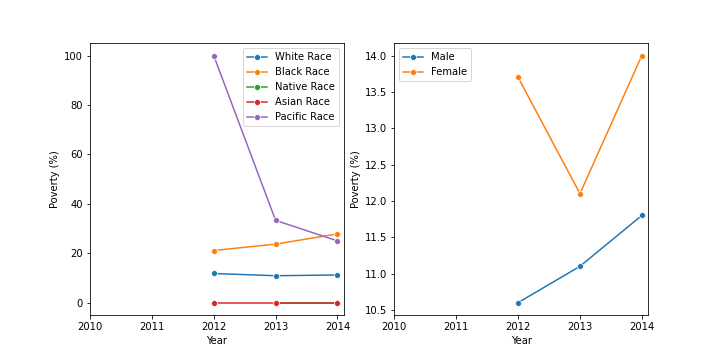 100
80
60
40
20
0
Poverty (%)
2010 2011 2012 2013 2014
Year
White Race
Black Race
Native Race
Asian Race
Pacific Race
14.0
13.5
13.0
12.5
12.0
11.5
11.0
10.5
Poverty (%)
2010 2011 2012 2013 2014
Year
Male
Female